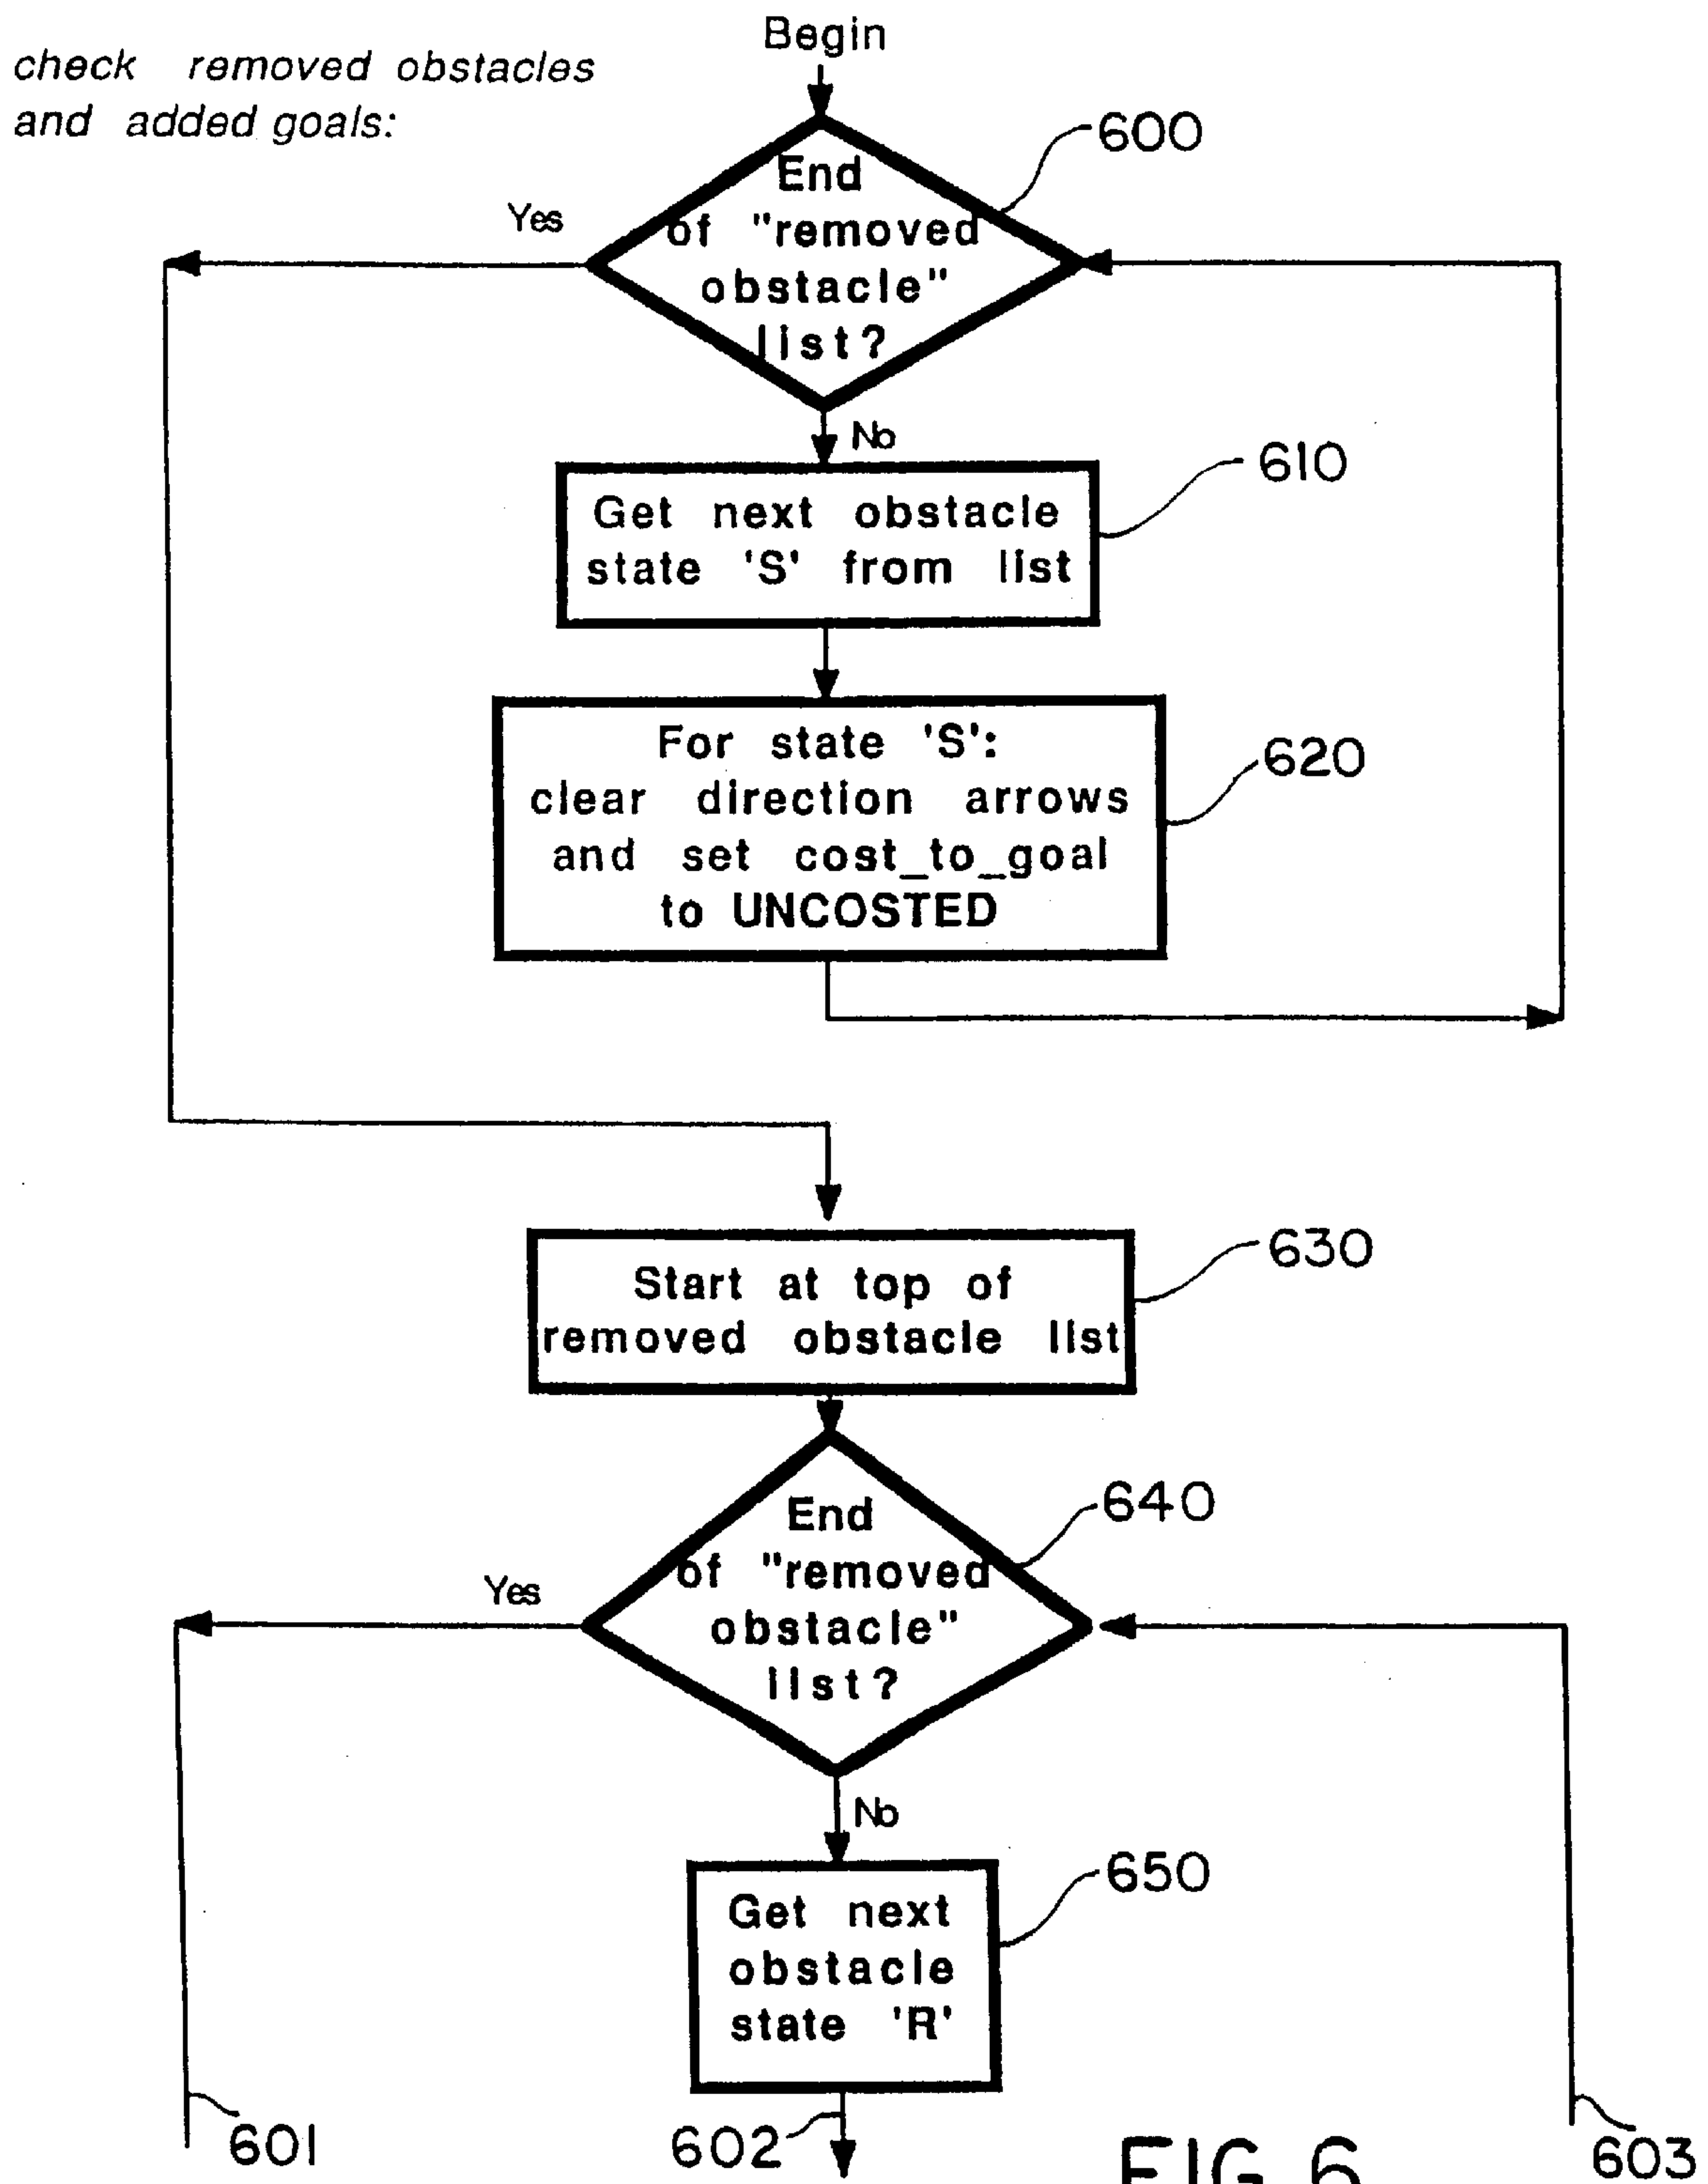 check removed obstacles
and added goals:
Begin
600
End
of "removed
obstacle"
list?
Yes
No
610
Get next obstacle
state 'S' from list
620
For state 'S':
clear direction arrows
and set cost_to_goal
to UNCOSTED
630
Start at top of
removed obstacle list
640
End
of "removed
obstacle"
list?
Yes
No
650
Get next
obstacle
state 'R'
601
602
603
FIG. 6